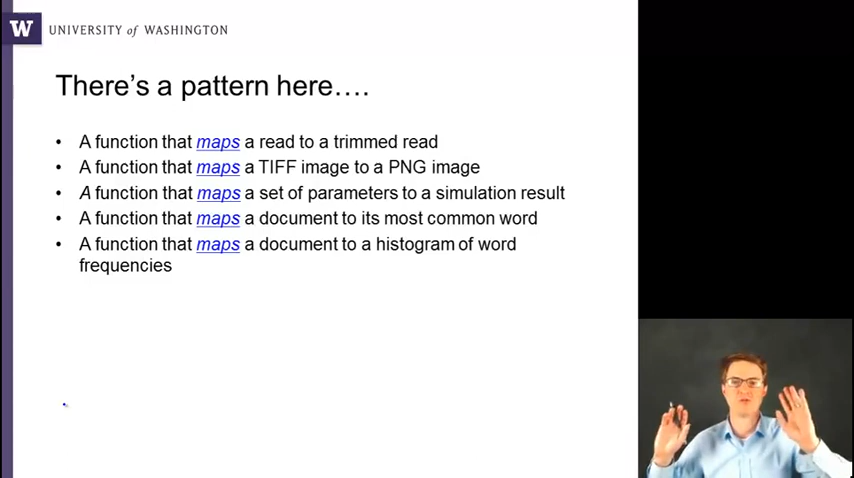 W UNIVERSITY of WASHINGTON
There's a pattern here….
• A function that maps a read to a trimmed read
• A function that maps a TIFF image to a PNG image
• A function that maps a set of parameters to a simulation result
• A function that maps a document to its most common word
• A function that maps a document to a histogram of word
frequencies